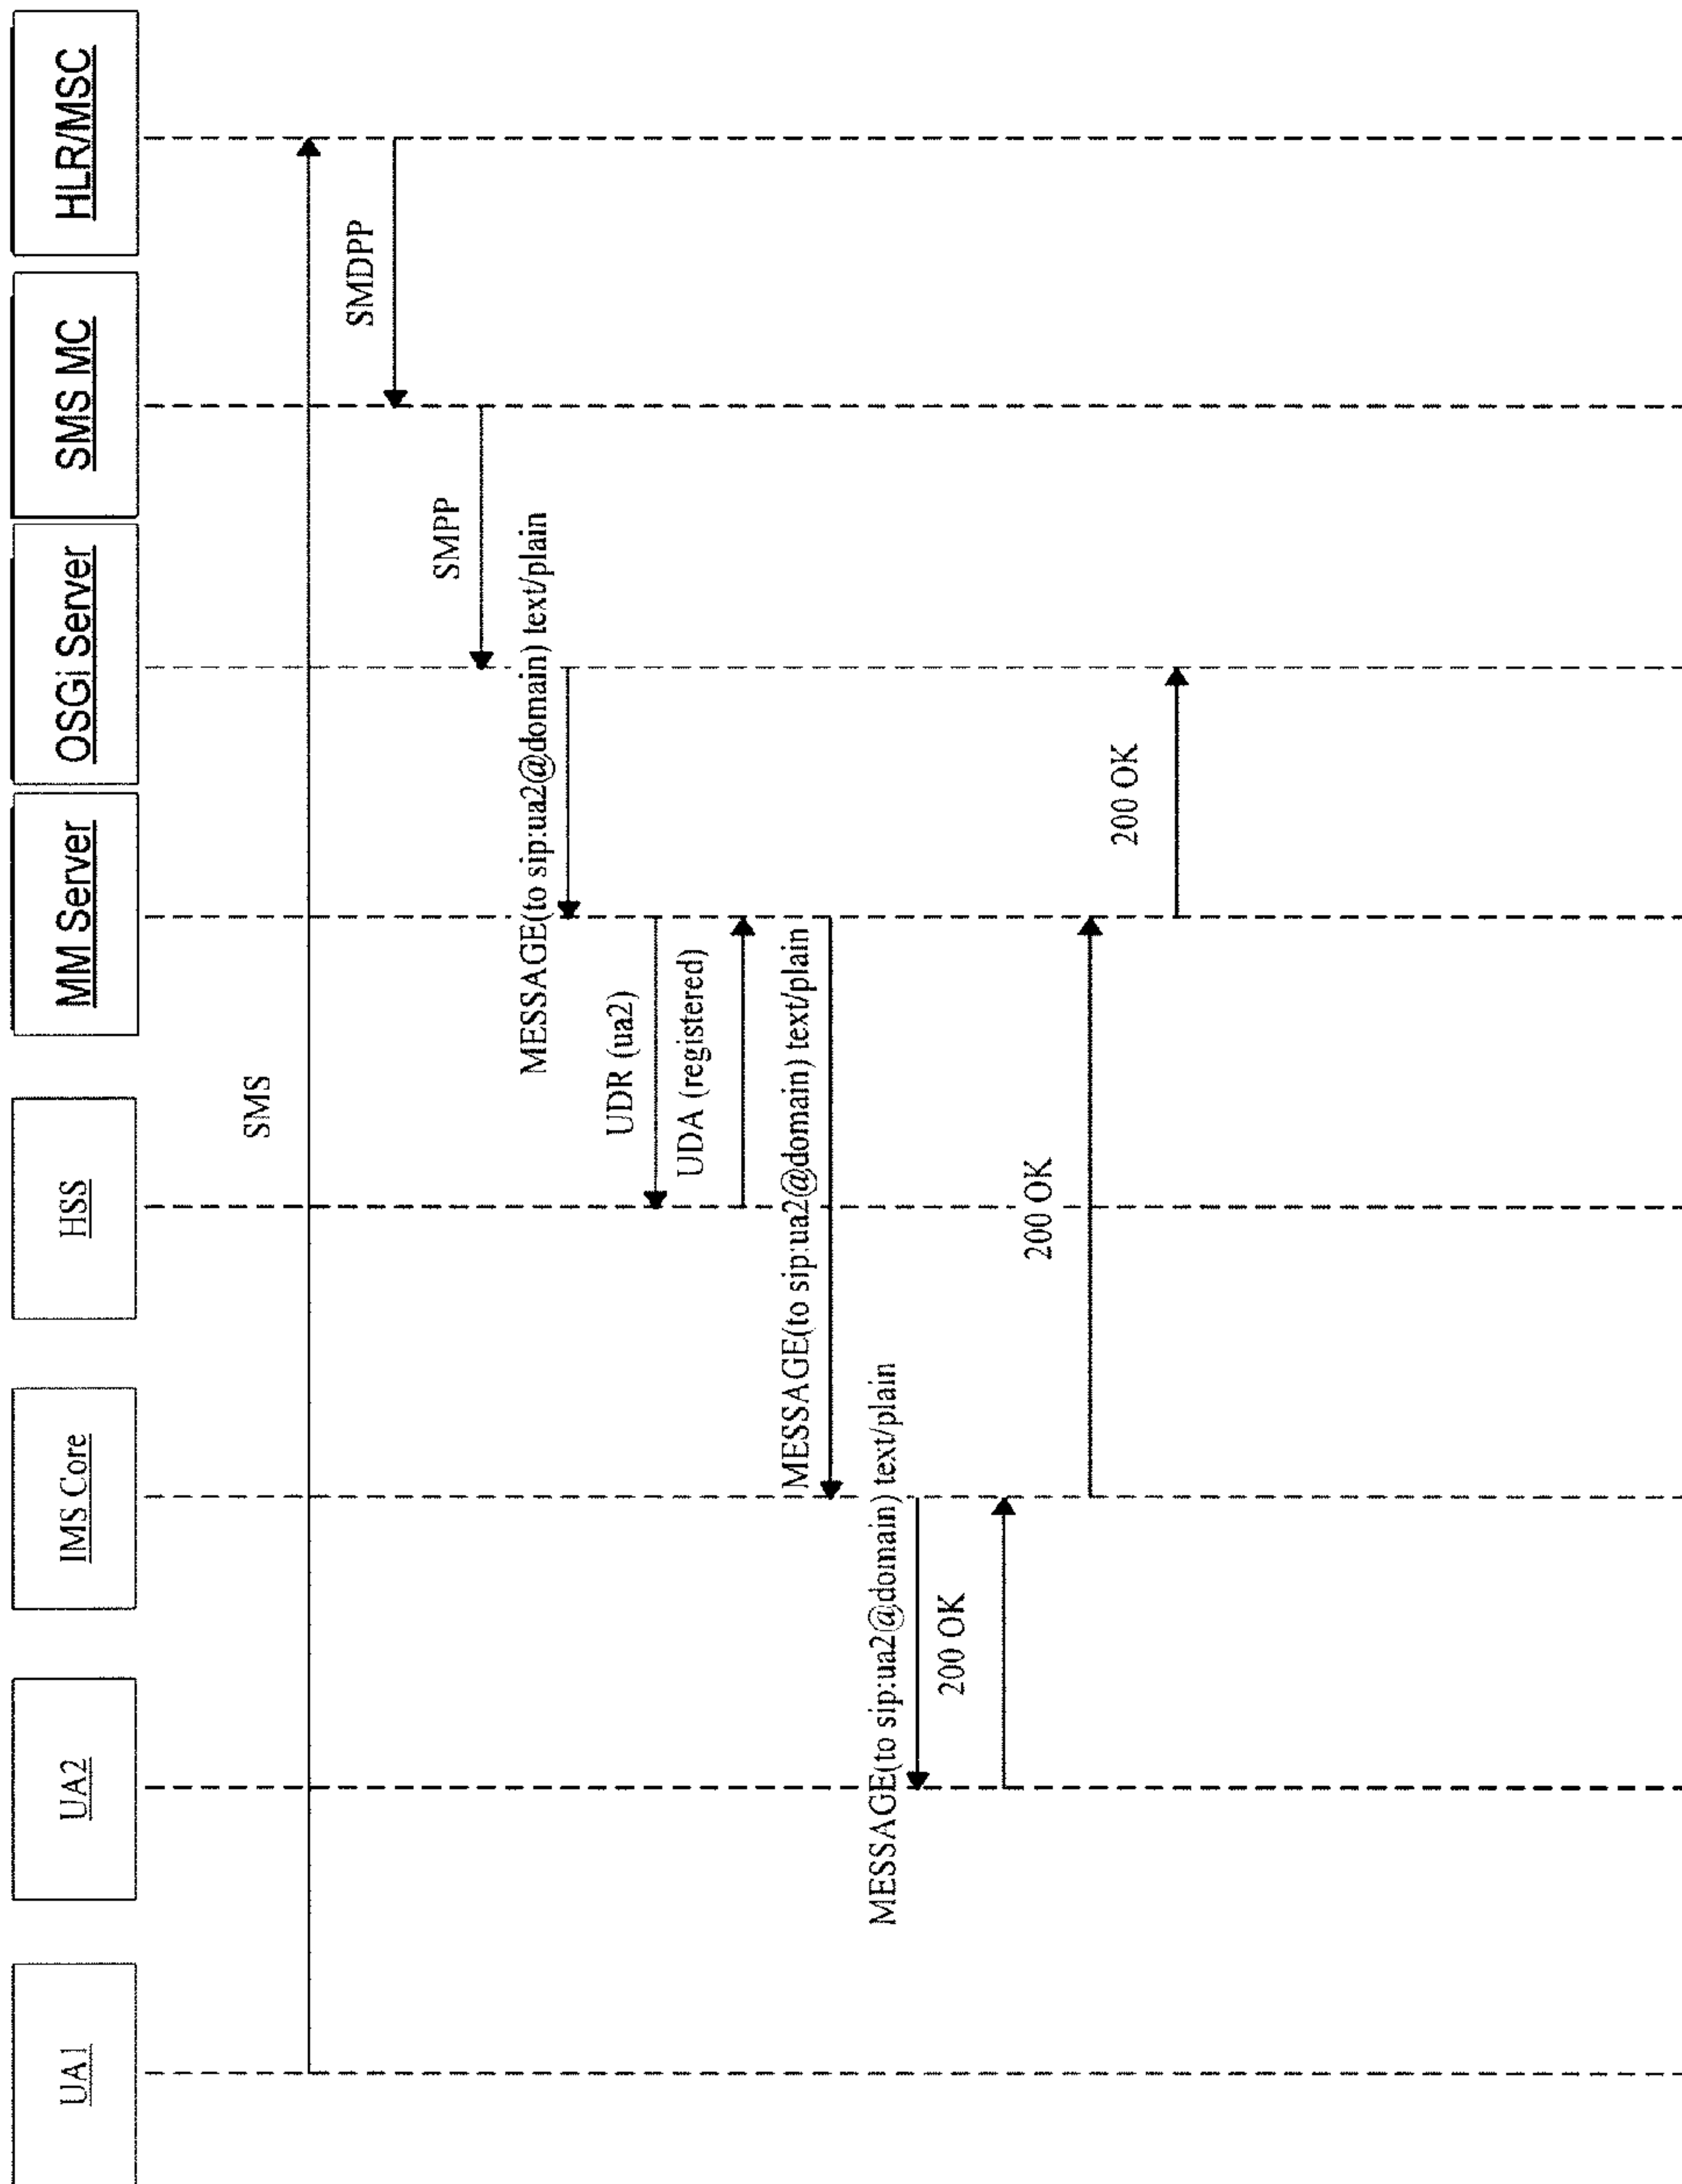 UA1
UA2
IMS Core
HSS
MM Server
OSGi Server
SMS MC
HLR/MSC
SMS
SMDPP
SMPP
MESSAGE(to sip:ua2@domain) text/plain
UDR (ua2)
UDA (registered)
MESSAGE(to sip:ua2@domain) text/plain
MESSAGE(to sip:ua2@domain) text/plain
200 OK
200 OK
200 OK